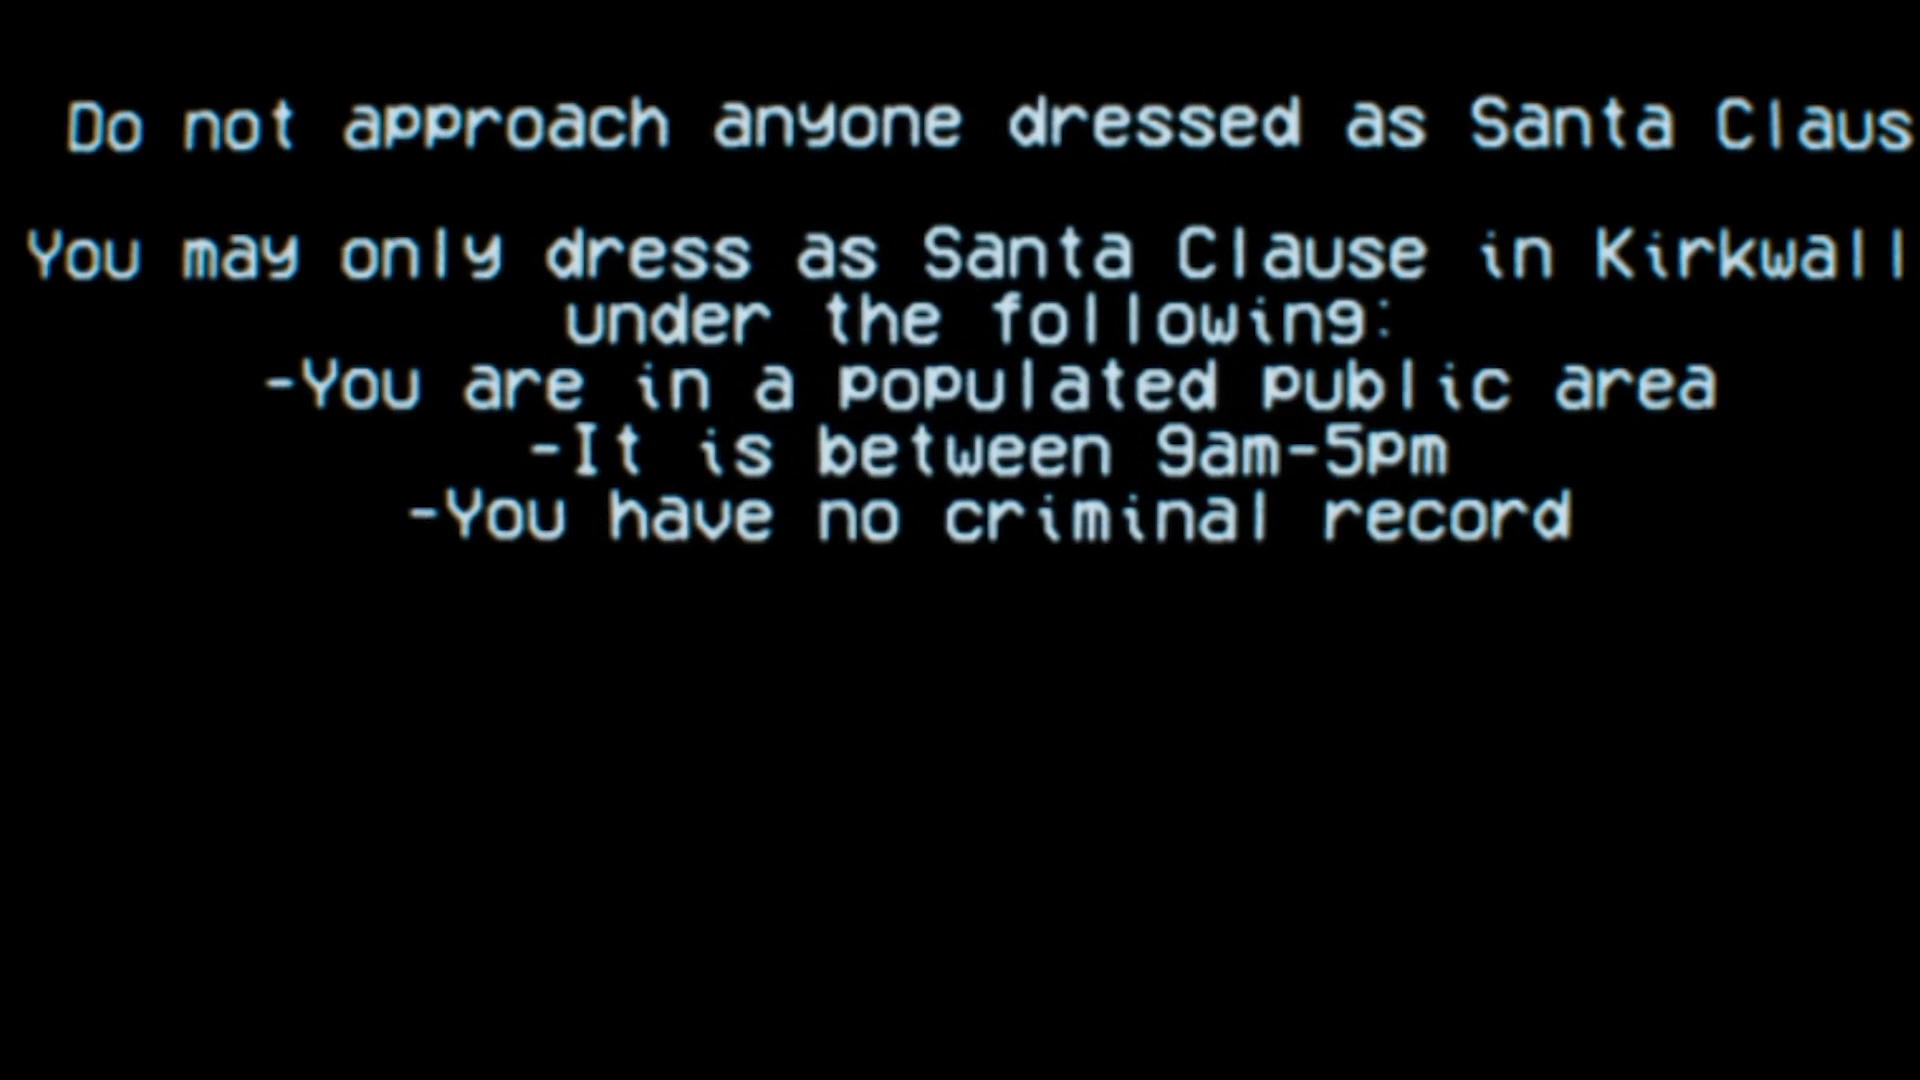 Do not approach anyone dressed as Santa Claus
You may only dress as Santa Clause in Kirkwall
under the following:
-You are in a populated public area
-It is between 9am-5pm
-You have no criminal record